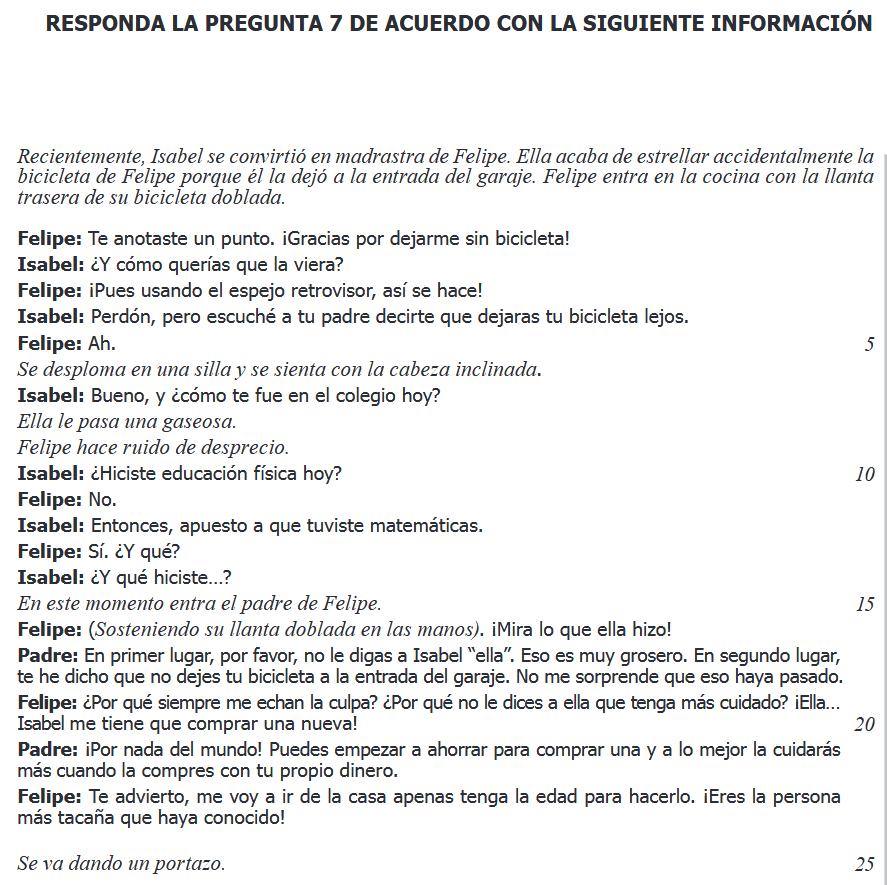 RESPONDA LA PREGUNTA 7 DE ACUERDO CON LA SIGUIENTE INFORMACIÓN
Recientemente, Isabel se convirtió en madrastra de Felipe. Ella acaba de estrellar accidentalmente la
bicicleta de Felipe porque él la dejó a la entrada del garaje. Felipe entra en la cocina con la llanta
trasera de su bicicleta doblada.
Felipe: Te anotaste un punto. ¡Gracias por dejarme sin bicicleta!
Isabel: ¿Y cómo querías que la viera?
Felipe: ¡Pues usando el espejo retrovisor, así se hace!
Isabel: Perdón, pero escuché a tu padre decirte que dejaras tu bicicleta lejos.
Felipe: Ah. 5
Se desploma en una silla y se sienta con la cabeza inclinada.
Isabel: Bueno, y ¿cómo te fue en el colegio hoy?
Ella le pasa una gaseosa.
Felipe hace ruido de desprecio.
Isabel: ¿Hiciste educación física hoy? 10
Felipe: No.
Isabel: Entonces, apuesto a que tuviste matemáticas.
Felipe: Sí. ¿Y qué?
Isabel: ¿Y qué hiciste...?
En este momento entra el padre de Felipe. 15
Felipe: (Sosteniendo su llanta doblada en las manos). ¡Mira lo que ella hizo!
Padre: En primer lugar, por favor, no le digas a Isabel “ella”. Eso es muy grosero. En segundo lugar,
te he dicho que no dejes tu bicicleta a la entrada del garaje. No me sorprende que eso haya pasado.
Felipe: ¿Por qué siempre me echan la culpa? ¿Por qué no le dices a ella que tenga más cuidado? ¡Ella...
Isabel me tiene que comprar una nueva! 20
Padre: ¡Por nada del mundo! Puedes empezar a ahorrar para comprar una y a lo mejor la cuidarás
más cuando la compres con tu propio dinero.
Felipe: Te advierto, me voy a ir de la casa apenas tenga la edad para hacerlo. ¡Eres la persona
más tacaña que haya conocido!
Se va dando un portazo. 25